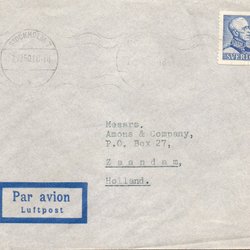 STOCKHOLM
SVERIGE
Messrs.
Amons & Company,
P.O. Box 27,
Zaandam,
Holland.
Par avion
Luftpost